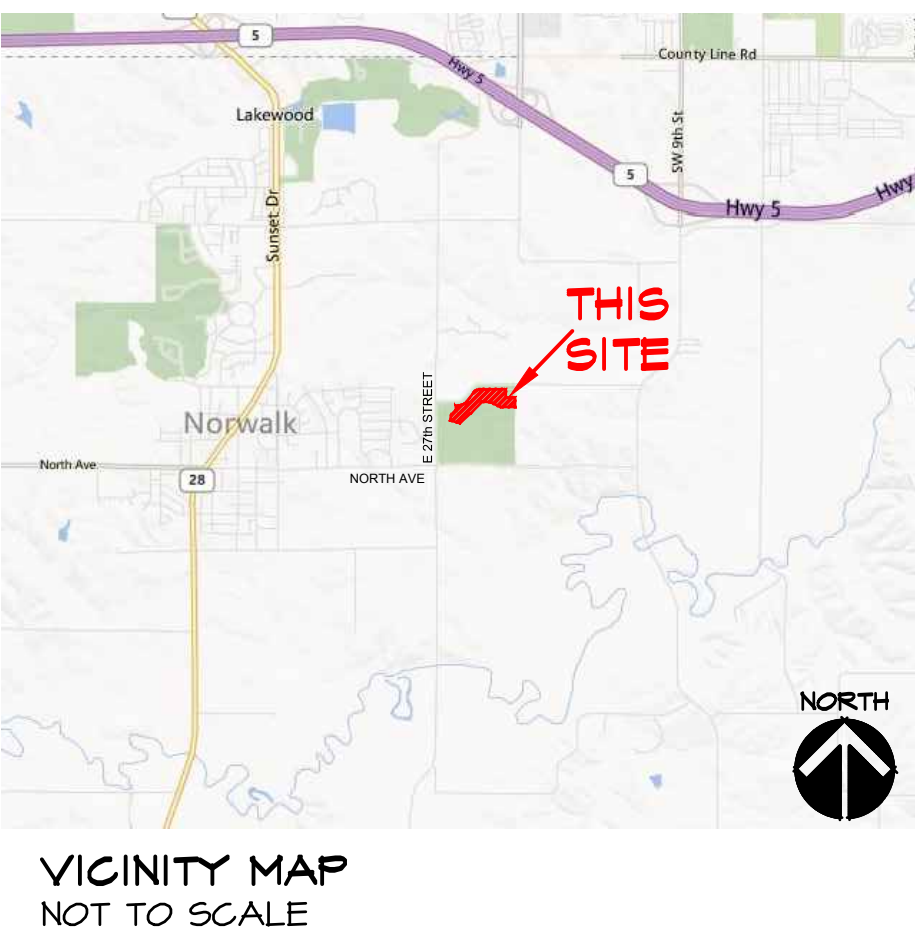 5
County Line Rd
Hwy 5
Lakewood
SW 9th St
5
Hwy
Hwy 5
Sunset Dr
THIS
SITE
E 27th STREET
Norwalk
North Ave
28
NORTH AVE
NORTH
VICINITY MAP
NOT TO SCALE